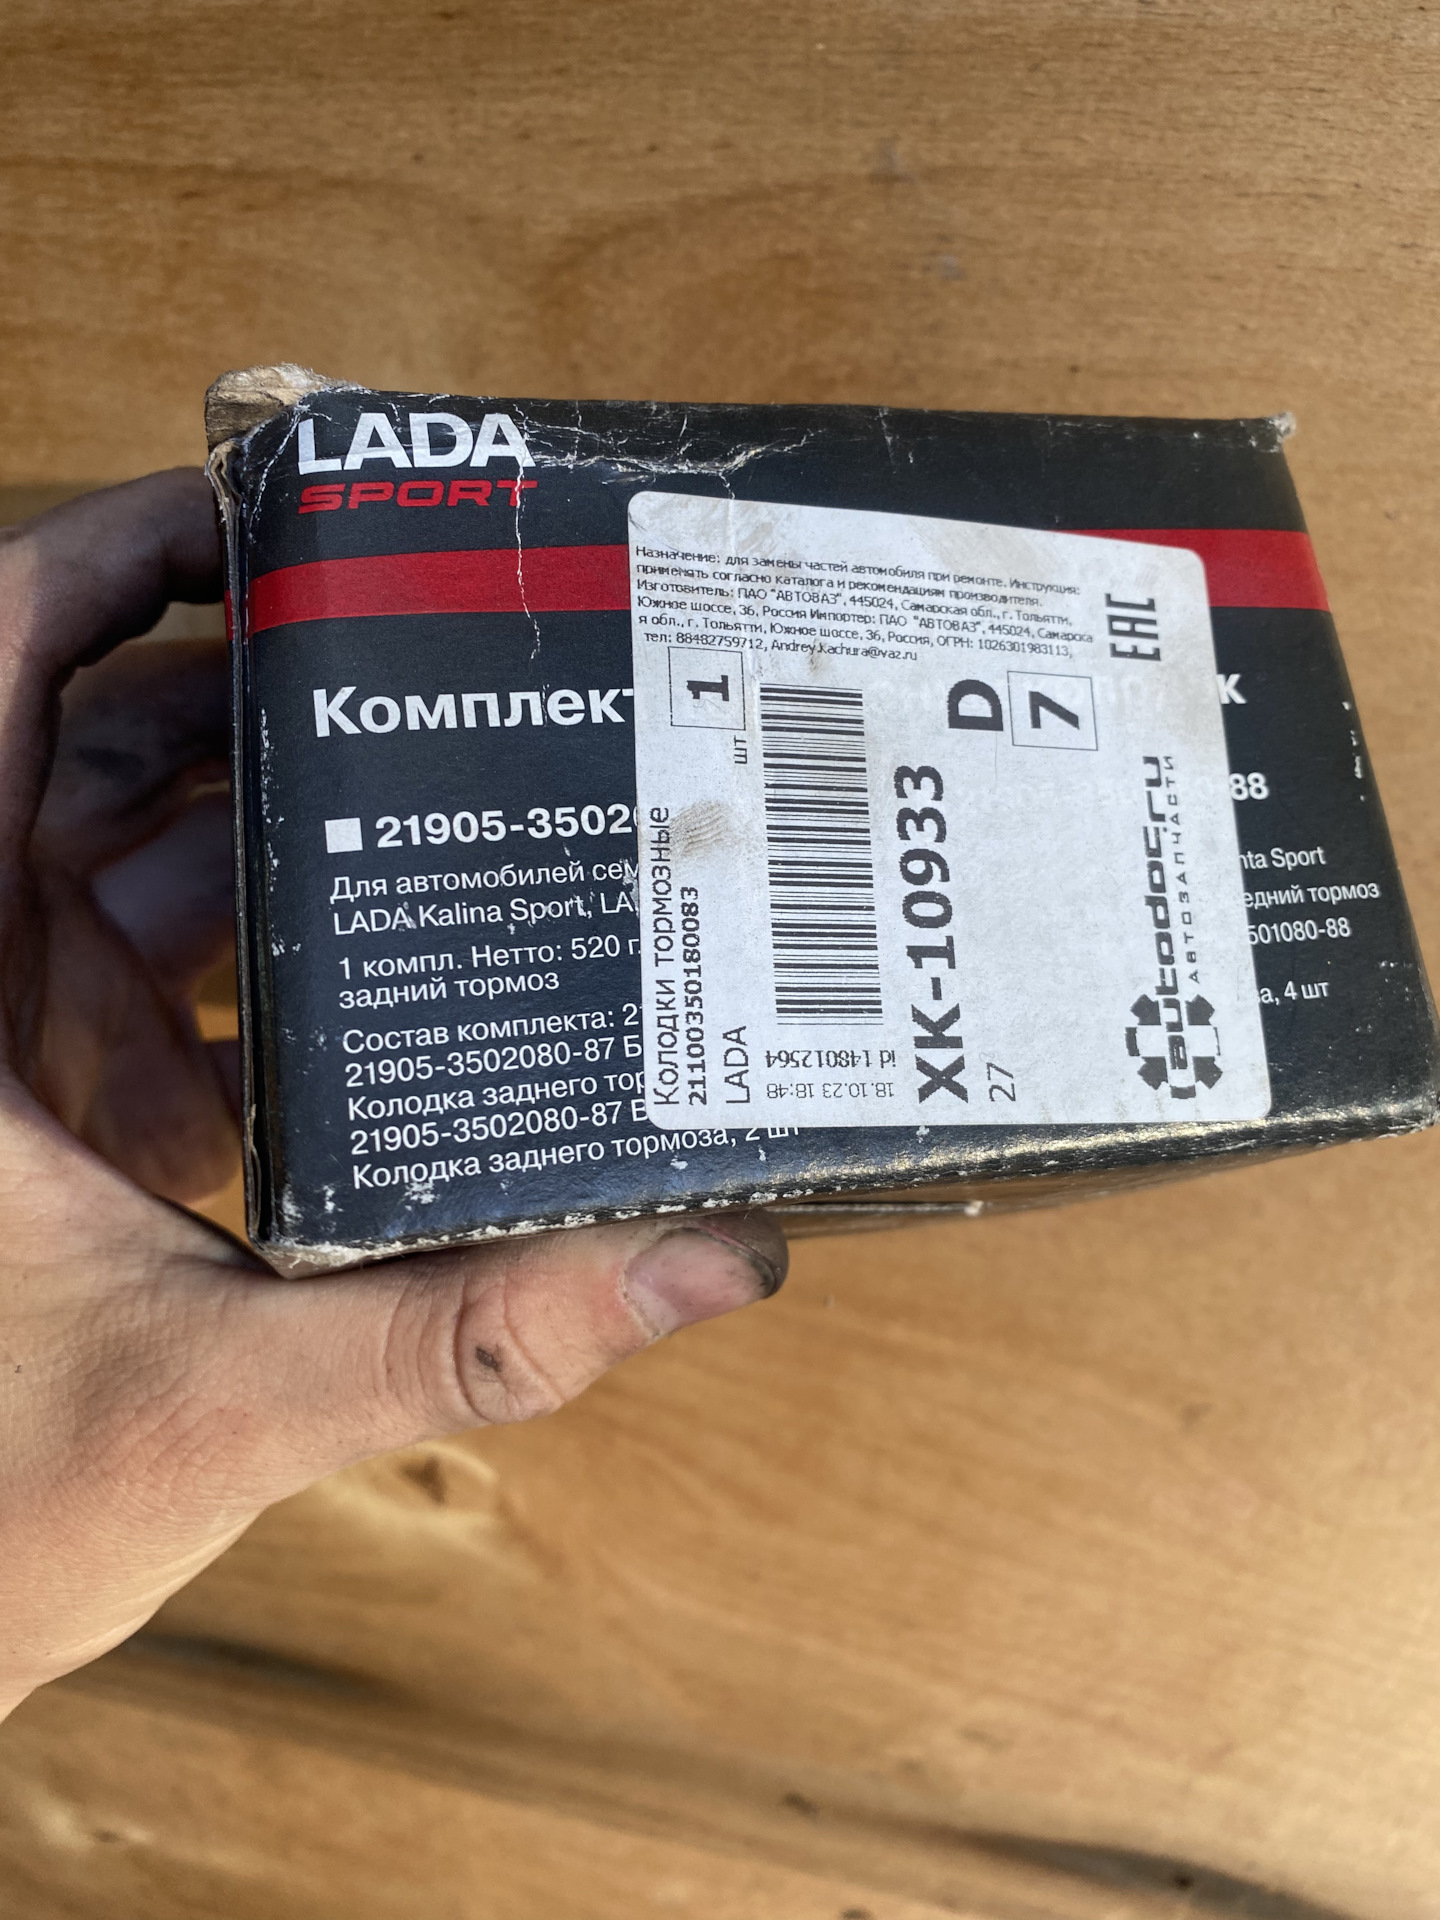 LADA
SPORT
Назначение: для замены частей автомобиля при ремонте. Инструкция:
применять согласно каталога и рекомендациям производителя.
Изготовитель: ПАО "АВТОВАЗ", 445024, Самарская обл., г. Тольятти,
Южное шоссе, 36, Россия Импортер: ПАО "АВТОВАЗ", 445024, Самарска
я обл., г. Тольятти, Южное шоссе, 36, Россия, ОГРН: 1026301983113,
тел: 88482759712, Andrey.Kachura@vaz.ru
EAC
Комплект
к
21905-3502
88
Для автомобилей сем
LADA Kalina Sport, LA
nta Sport
1 компл. Нетто: 520 г.
едний тормоз
задний тормоз
501080-88
Состав комплекта: 2
а, 4 шт
21905-3502080-87 Б
Колодка заднего тор
21905-3502080-87 В
Колодка заднего тормоза, 2 шт
Колодки тормозные
21100350180083
LADA
1
шт
18.10.23 18:48
id 148012564
XK-10933
D
7
27
autodoc.ru
АВТОЗАПЧАСТИ